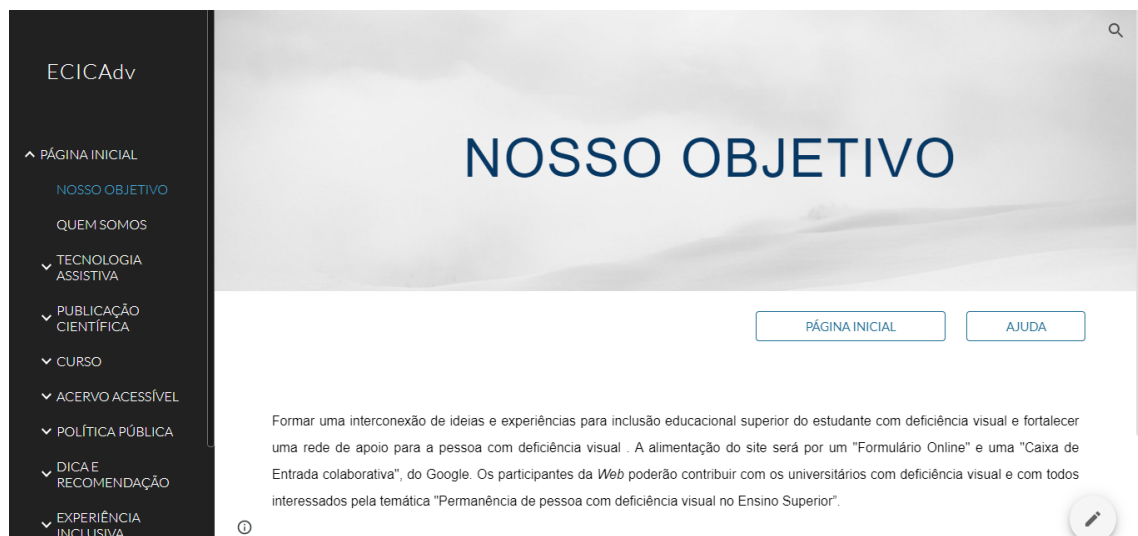 ECICAdv
PÁGINA INICIAL
NOSSO OBJETIVO
QUEM SOMOS
TECNOLOGIA
ASSISTIVA
PUBLICAÇÃO
CIENTÍFICA
CURSO
ACERVO ACESSÍVEL
POLÍTICA PÚBLICA
DICA E
RECOMENDAÇÃO
EXPERIÊNCIA
INCLUSIVA
NOSSO OBJETIVO
PÁGINA INICIAL
AJUDA
Formar uma interconexão de ideias e experiências para inclusão educacional superior do estudante com deficiência visual e fortalecer
uma rede de apoio para a pessoa com deficiência visual . A alimentação do site será por um "Formulário Online" e uma "Caixa de
Entrada colaborativa", do Google. Os participantes da Web poderão contribuir com os universitários com deficiência visual e com todos
interessados pela temática "Permanência de pessoa com deficiência visual no Ensino Superior".